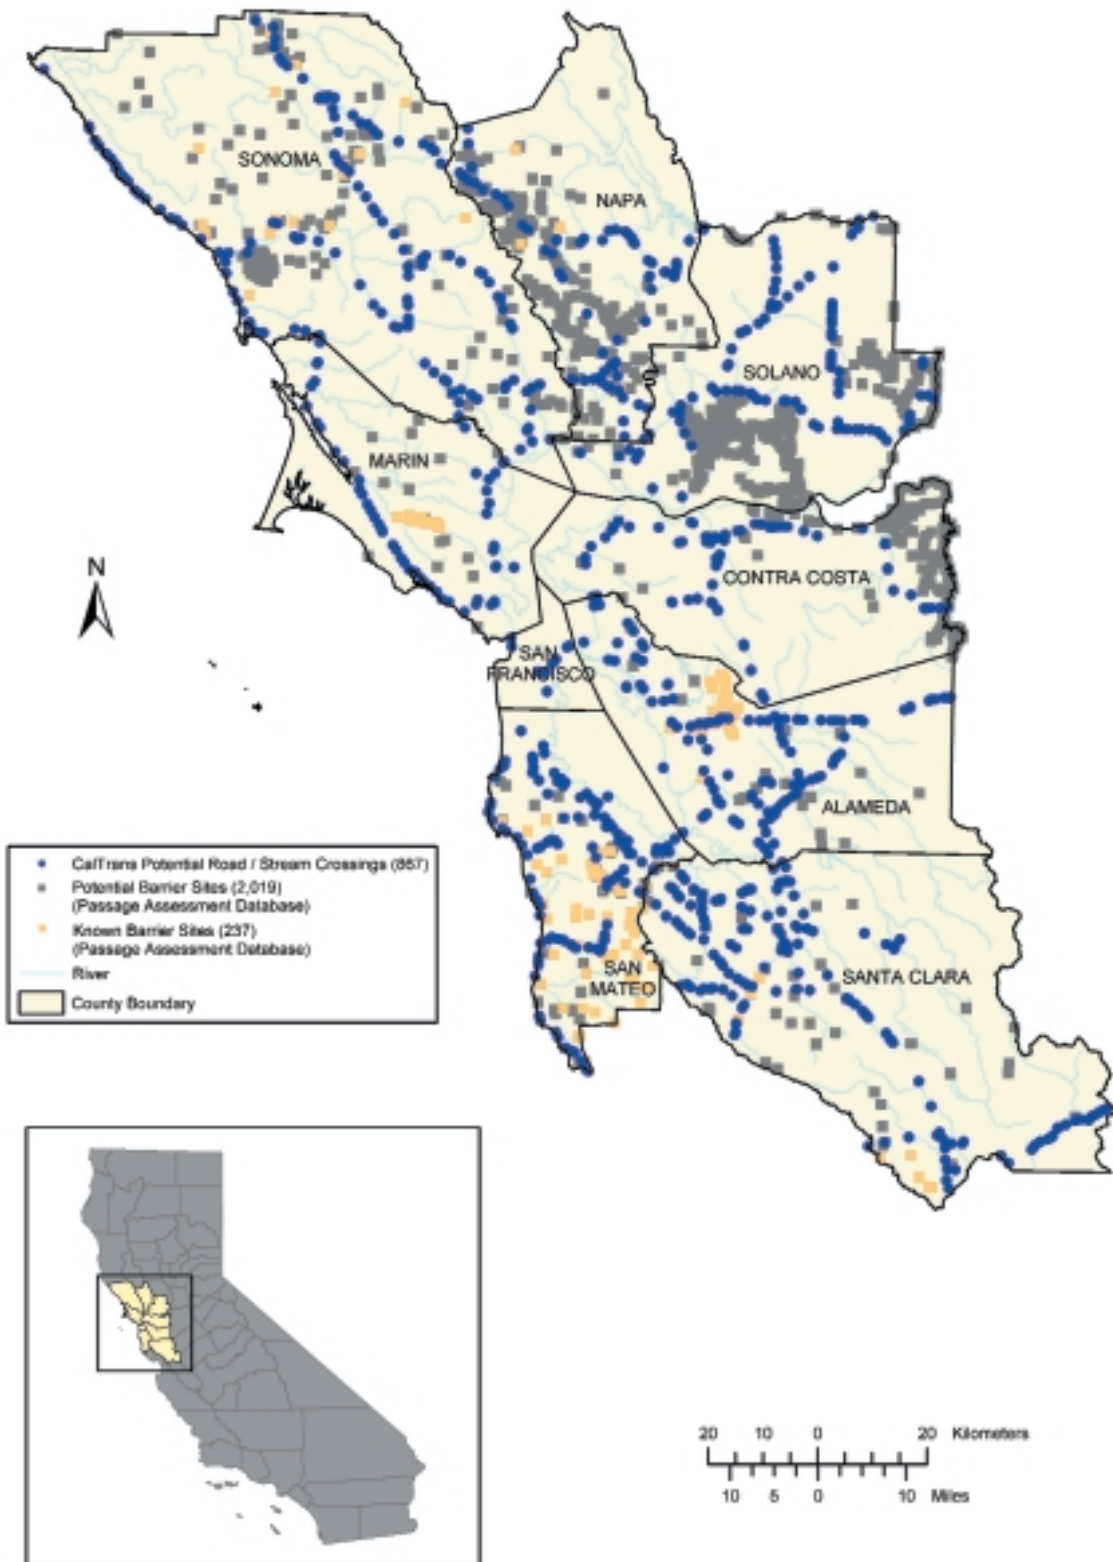 SONOMA
NAPA
SOLANO
MARIN
CONTRA COSTA
N
SAN
FRANCISCO
ALAMEDA
CalTrans Potential Road / Stream Crossings (867)
Potential Barrier Sites (2,019)
(Passage Assessment Database)
Known Barrier Sites (237)
(Passage Assessment Database)
River
County Boundary
SAN
MATEO
SANTA CLARA
20 10 0 20 Kilometers
10 5 0 10 Miles